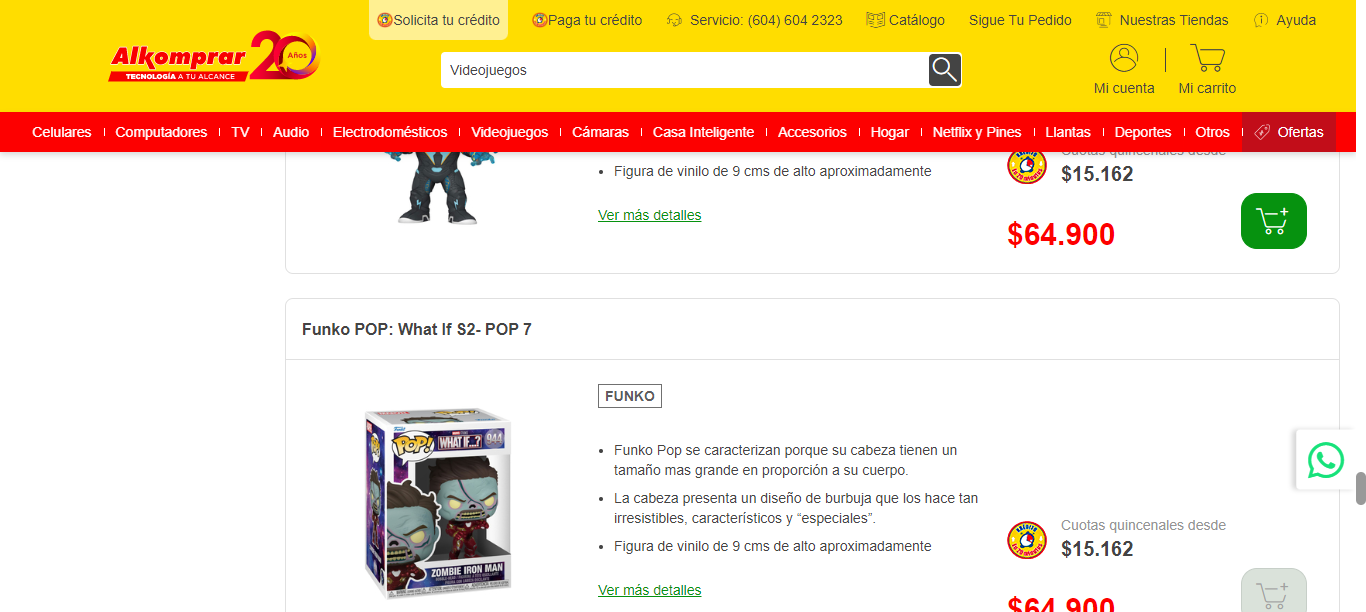 Solicita tu crédito
Paga tu crédito
Servicio: (604) 604 2323
Catálogo
Sigue Tu Pedido
Nuestras Tiendas
Ayuda
Alkomprar 20 Años
TECNOLOGÍA A TU ALCANCE
Videojuegos
Mi cuenta
Mi carrito
Celulares
Computadores
TV
Audio
Electrodomésticos
Videojuegos
Cámaras
Casa Inteligente
Accesorios
Hogar
Netflix y Pines
Llantas
Deportes
Otros
Ofertas
Cuotas quincenales desde
Figura de vinilo de 9 cms de alto aproximadamente
$15.162
Ver más detalles
$64.900
Funko POP: What If S2- POP 7
FUNKO
POP!
WHAT IF...?
944
ZOMBIE IRON MAN
Funko Pop se caracterizan porque su cabeza tienen un
tamaño mas grande en proporción a su cuerpo.
La cabeza presenta un diseño de burbuja que los hace tan
irresistibles, característicos y “especiales”.
Figura de vinilo de 9 cms de alto aproximadamente
Cuotas quincenales desde
$15.162
Ver más detalles
$64.900